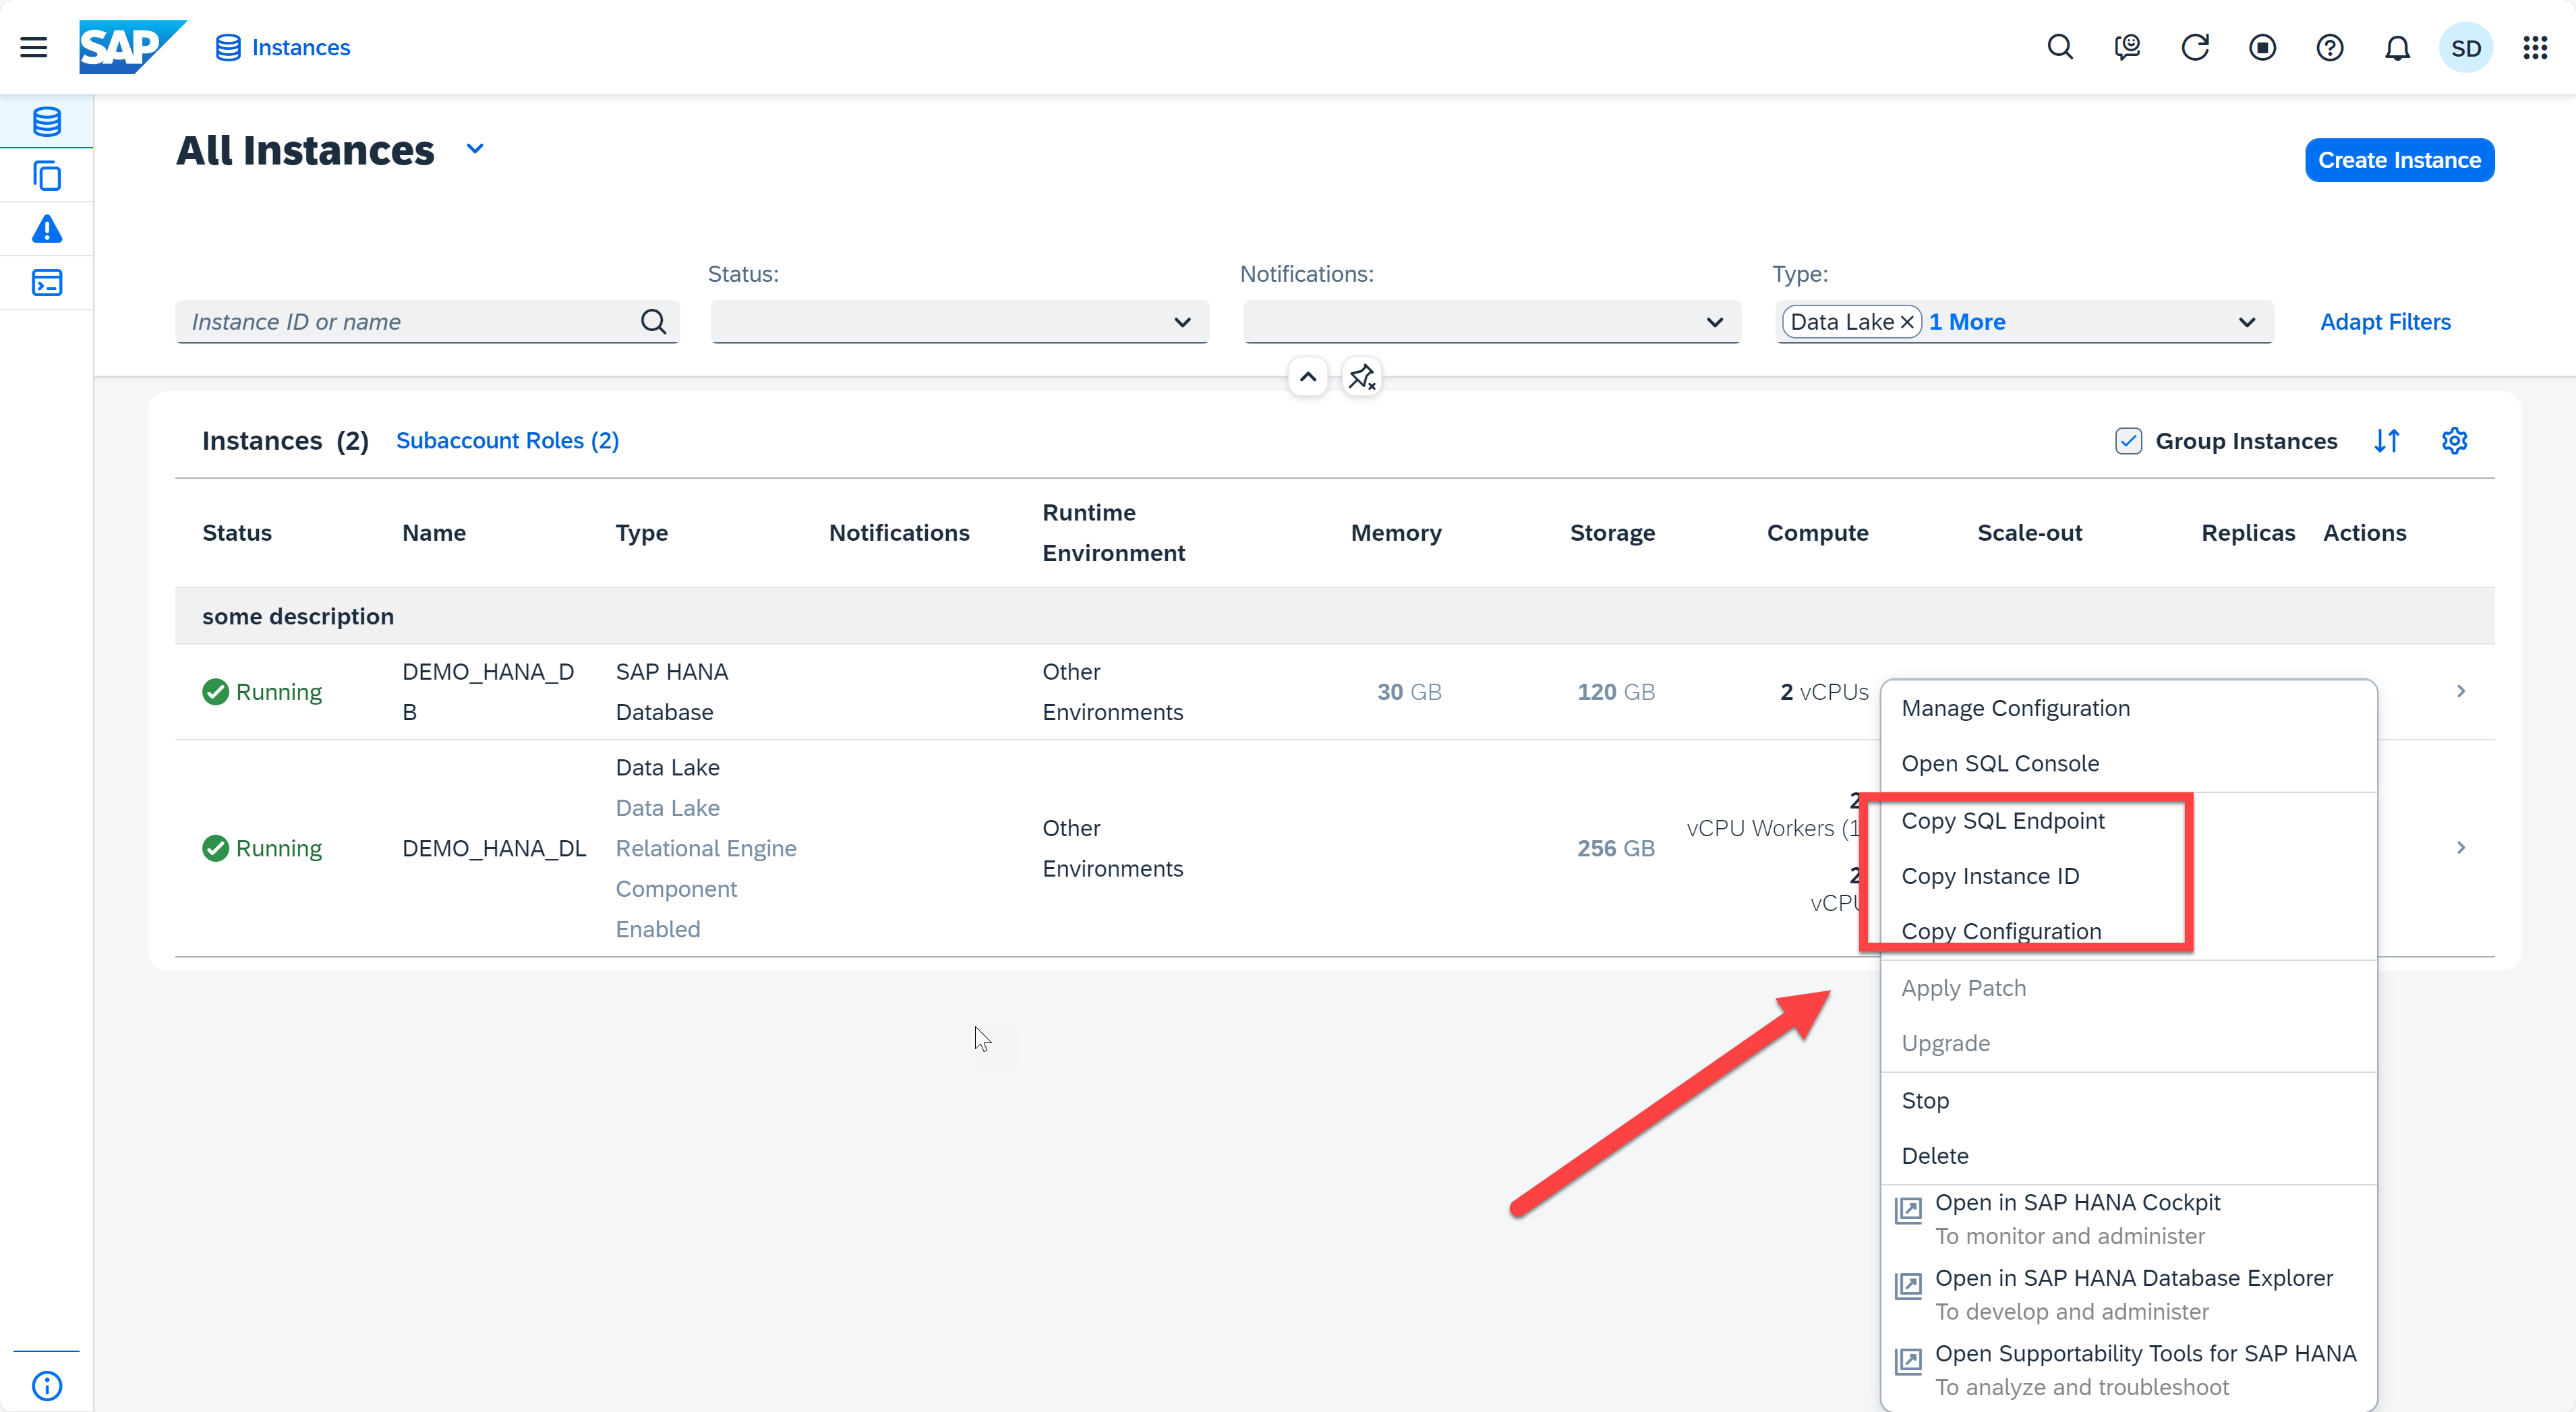 SAP
Instances
SD
All Instances
Create Instance
Status:
Notifications:
Type:
Instance ID or name
Data Lake
1 More
Adapt Filters
Instances (2)
Subaccount Roles (2)
Group Instances
Status
Name
Type
Notifications
Runtime
Environment
Memory
Storage
Compute
Scale-out
Replicas
Actions
some description
Running
DEMO_HANA_D
B
SAP HANA
Database
Other
Environments
30 GB
120 GB
2 vCPUs
Running
DEMO_HANA_DL
Data Lake
Data Lake
Relational Engine
Component
Enabled
Other
Environments
256 GB
2
vCPU Workers (1
2
vCPU
Manage Configuration
Open SQL Console
Copy SQL Endpoint
Copy Instance ID
Copy Configuration
Apply Patch
Upgrade
Stop
Delete
Open in SAP HANA Cockpit
To monitor and administer
Open in SAP HANA Database Explorer
To develop and administer
Open Supportability Tools for SAP HANA
To analyze and troubleshoot